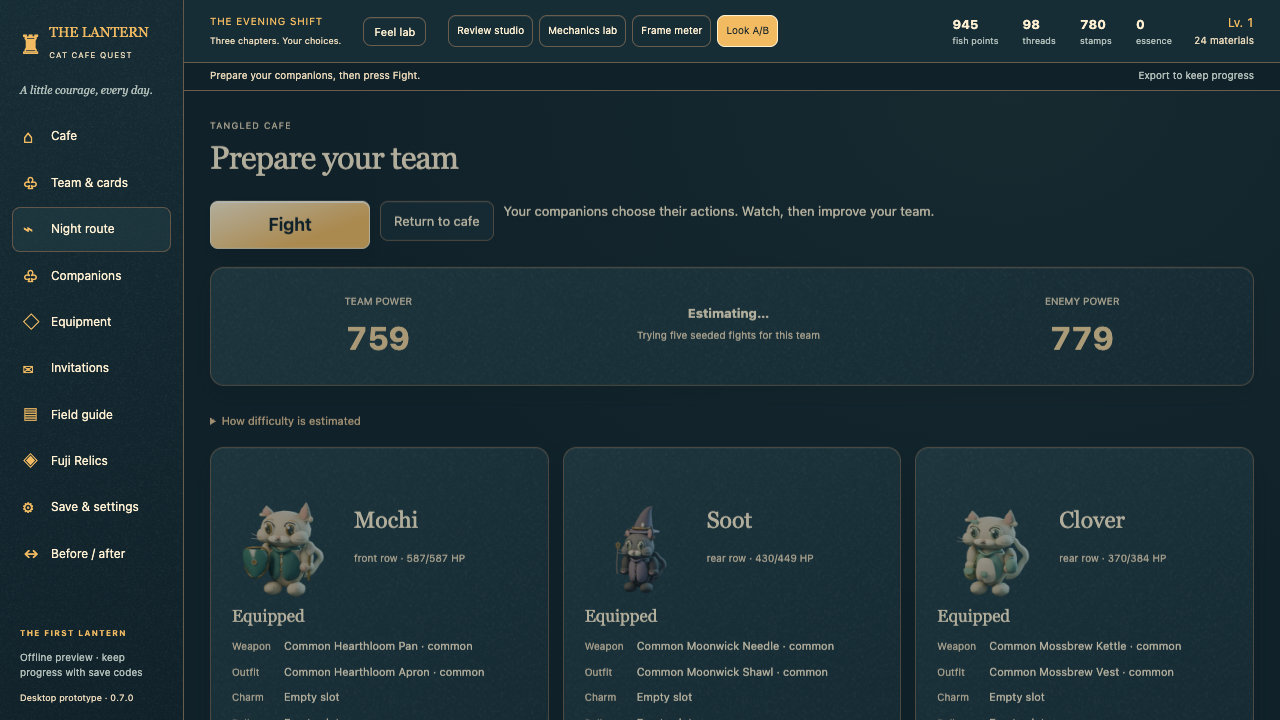 THE LANTERN
CAT CAFE QUEST
A little courage, every day.
Cafe
Team & cards
Night route
Companions
Equipment
Invitations
Field guide
Fuji Relics
Save & settings
Before / after
THE FIRST LANTERN
Offline preview · keep
progress with save codes
Desktop prototype · 0.7.0
THE EVENING SHIFT
Three chapters. Your choices.
Feel lab
Review studio
Mechanics lab
Frame meter
Look A/B
945
fish points
98
threads
780
stamps
0
essence
Lv. 1
24 materials
Prepare your companions, then press Fight.
Export to keep progress
TANGLED CAFE
Prepare your team
Fight
Return to cafe
Your companions choose their actions. Watch, then improve your team.
TEAM POWER
759
Estimating...
Trying five seeded fights for this team
ENEMY POWER
779
How difficulty is estimated
Mochi
front row · 587/587 HP
Equipped
Weapon Common Hearthloom Pan · common
Outfit Common Hearthloom Apron · common
Charm Empty slot
Soot
rear row · 430/449 HP
Equipped
Weapon Common Moonwick Needle · common
Outfit Common Moonwick Shawl · common
Charm Empty slot
Clover
rear row · 370/384 HP
Equipped
Weapon Common Mossbrew Kettle · common
Outfit Common Mossbrew Vest · common
Charm Empty slot